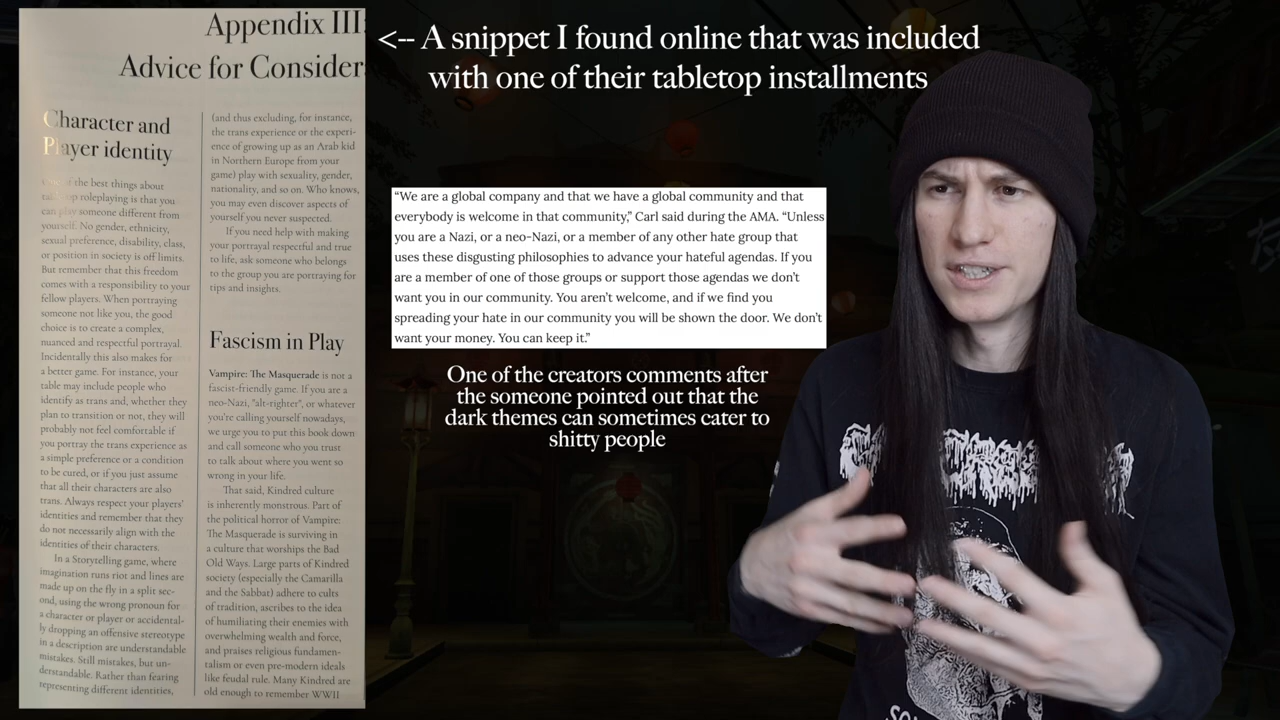 Appendix III:
Advice for Consider
Character and
Player identity
of the best things about
top roleplaying is that you
can play someone different from
yourself. No gender, ethnicity,
sexual preference, disability, class,
or position in society is off limits.
But remember that this freedom
comes with a responsibility to your
fellow players. When portraying
someone not like you, the good
choice is to create a complex,
nuanced and respectful portrayal.
Incidentally this also makes for
a better game. For instance, your
table may include people who
identify as trans and, whether they
plan to transition or not, they will
probably not feel comfortable if
you portray the trans experience as
a simple preference or a condition
to be cured, or if you just assume
that all their characters are also
trans. Always respect your players'
identities and remember that they
do not necessarily align with the
identities of their characters.
In a Storytelling game, where
imagination runs riot and lines are
made up on the fly in a split sec-
ond, using the wrong pronoun for
a character or player or accidental-
ly dropping an offensive stereotype
in a description are understandable
mistakes. Still mistakes, but un-
derstandable. Rather than fearing
representing different identities,
(and thus excluding, for instance,
the trans experience or the experi-
ence of growing up as an Arab kid
in Northern Europe from your
game) play with sexuality, gender,
nationality, and so on. Who knows,
you may even discover aspects of
yourself you never suspected.
If you need help with making
your portrayal respectful and true
to life, ask someone who belongs
to the group you are portraying for
tips and insights.
Fascism in Play
Vampire: The Masquerade is not a
fascist-friendly game. If you are a
neo-Nazi, "alt-righter", or whatever
you're calling yourself nowadays,
we urge you to put this book down
and call someone who you trust
to talk about where you went so
wrong in your life.
That said, Kindred culture
is inherently monstrous. Part of
the political horror of Vampire:
The Masquerade is surviving in
a culture that worships the Bad
Old Ways. Large parts of Kindred
society (especially the Camarilla
and the Sabbat) adhere to cults
of tradition, ascribes to the idea
of humiliating their enemies with
overwhelming wealth and force,
and praises religious fundamen-
talism or even pre-modern ideals
like feudal rule. Many Kindred are
old enough to remember WWII
<-- A snippet I found online that was included
with one of their tabletop installments
“We are a global company and that we have a global community and that
everybody is welcome in that community,” Carl said during the AMA. “Unless
you are a Nazi, or a neo-Nazi, or a member of any other hate group that
uses these disgusting philosophies to advance your hateful agendas. If you
are a member of one of those groups or support those agendas we don’t
want you in our community. You aren’t welcome, and if we find you
spreading your hate in our community you will be shown the door. We don’t
want your money. You can keep it.”
One of the creators comments after
the someone pointed out that the
dark themes can sometimes cater to
shitty people